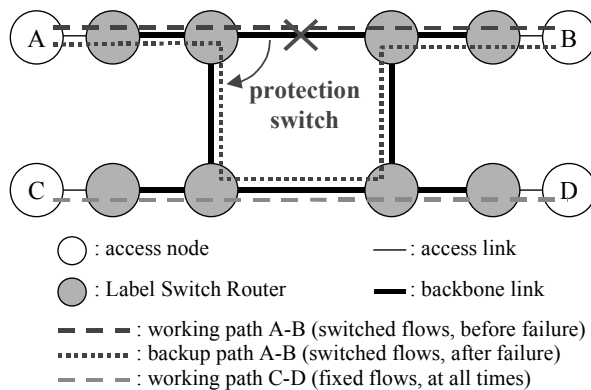 A
B
protection
switch
C
D
: access node
: access link
: Label Switch Router
: backbone link
: working path A-B (switched flows, before failure)
: backup path A-B (switched flows, after failure)
: working path C-D (fixed flows, at all times)